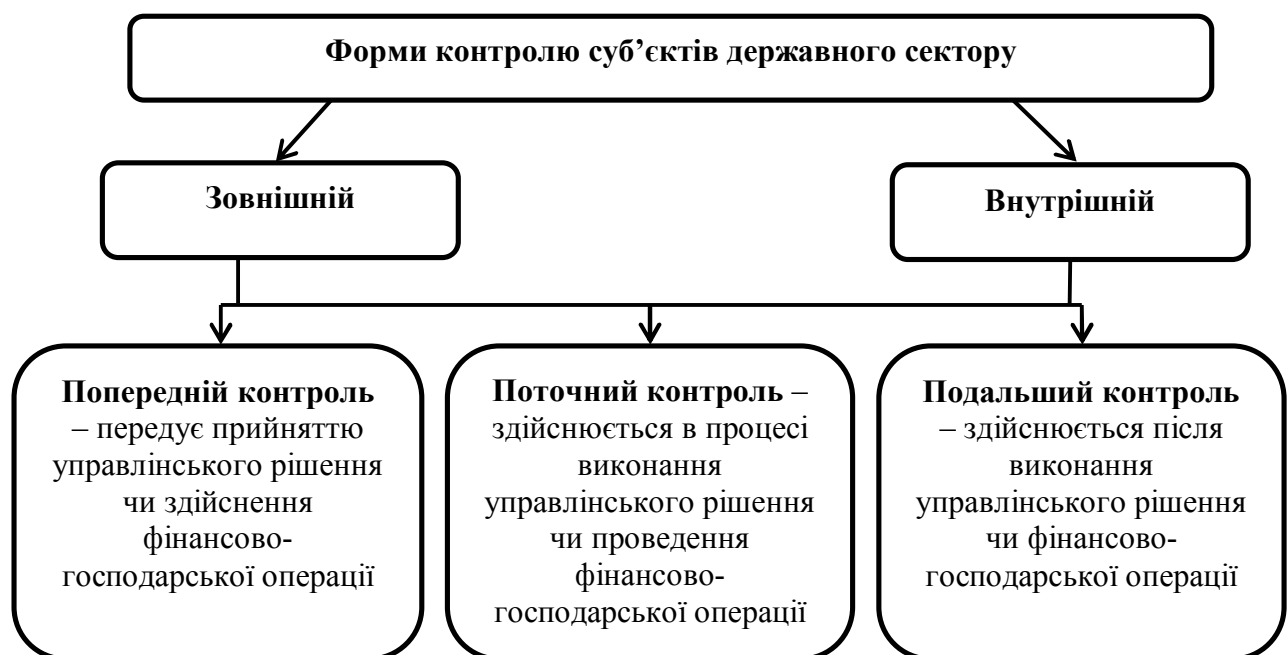 Форми контролю суб’єктів державного сектору
Зовнішній
Внутрішній
Попередній контроль
– передує прийняттю
управлінського рішення
чи здійснення
фінансово-
господарської операції
Поточний контроль –
здійснюється в процесі
виконання
управлінського рішення
чи проведення
фінансово-
господарської операції
Подальший контроль
– здійснюється після
виконання
управлінського рішення
чи фінансово-
господарської операції